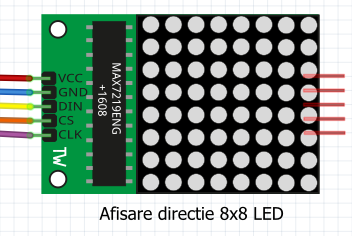 VCC
GND
DIN
CS
CLK
MAX7219ENG
+1608
TW
Afisare directie 8x8 LED